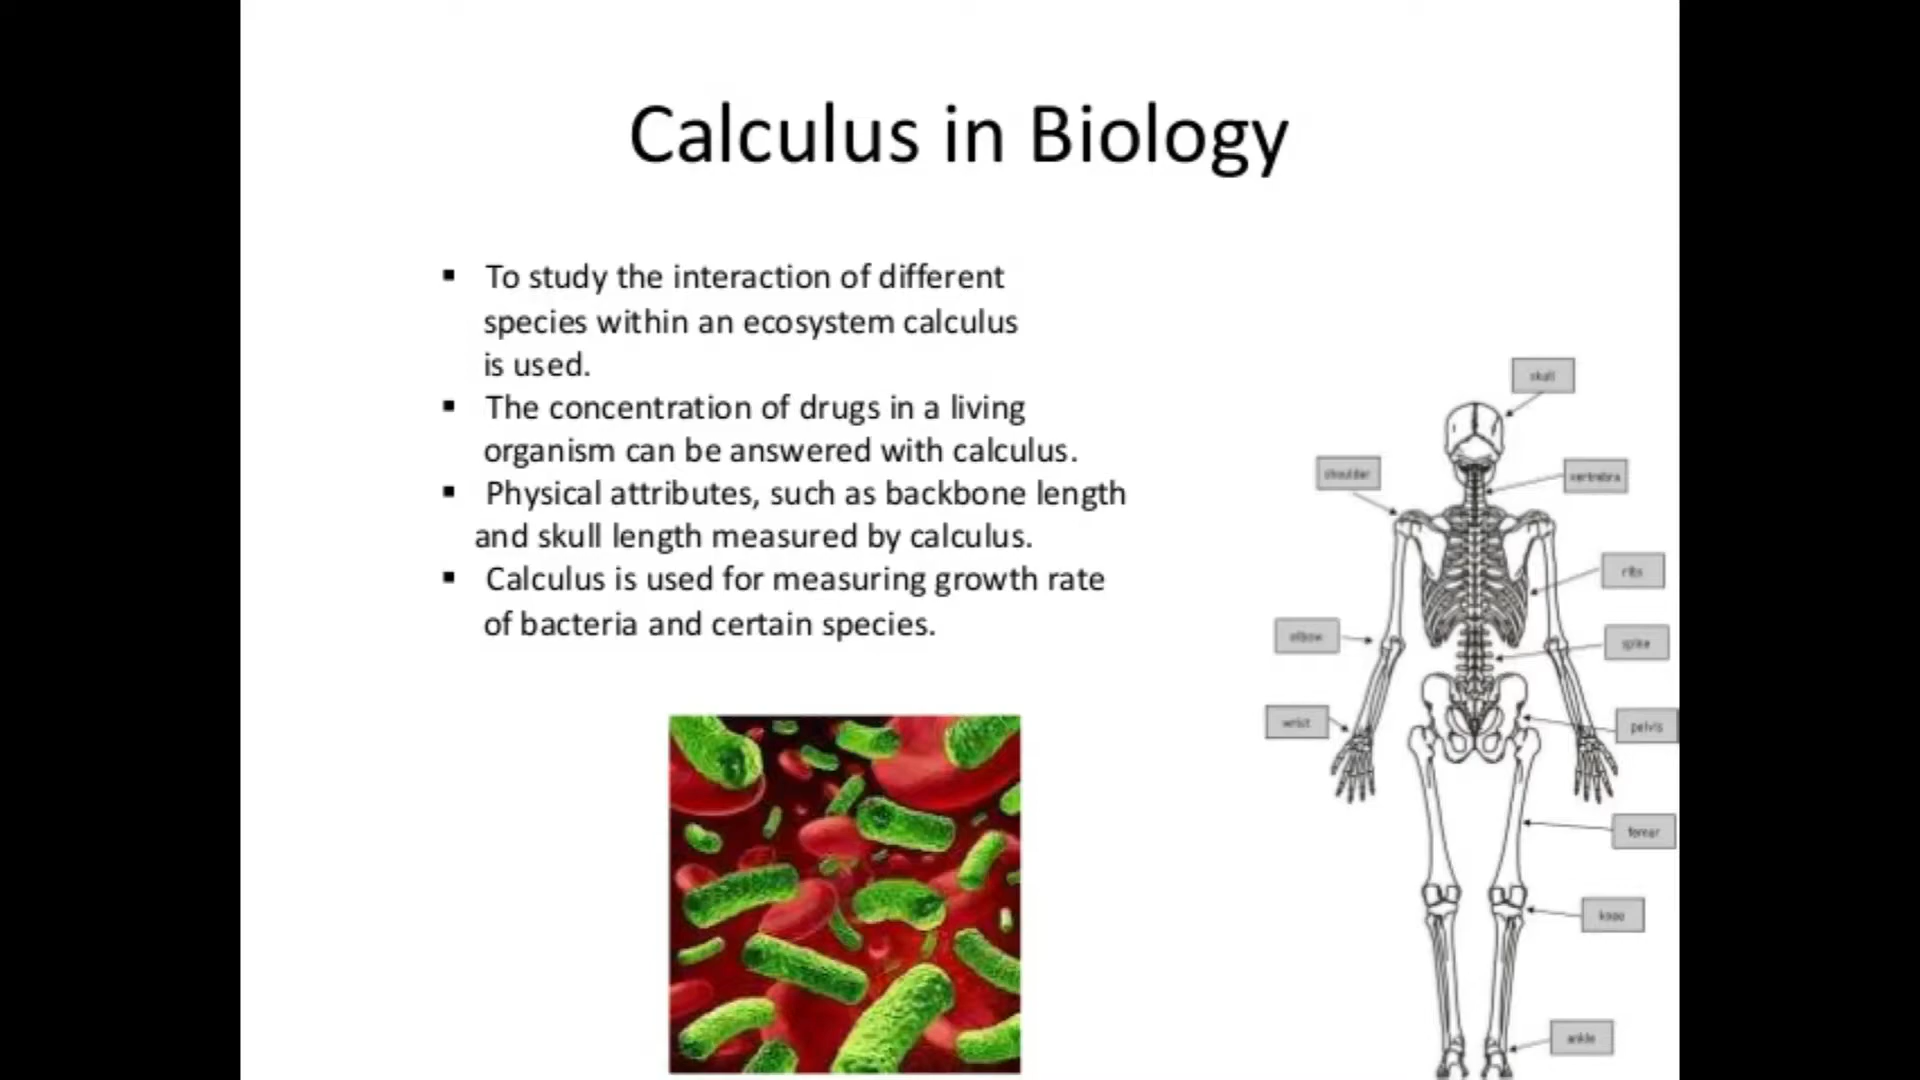 Calculus in Biology
▪ To study the interaction of different
species within an ecosystem calculus
is used.
▪ The concentration of drugs in a living
organism can be answered with calculus.
▪ Physical attributes, such as backbone length
and skull length measured by calculus.
▪ Calculus is used for measuring growth rate
of bacteria and certain species.
skull
shoulder
vertrebra
ribs
elbow
spine
wrist
pelvis
femur
knee
ankle